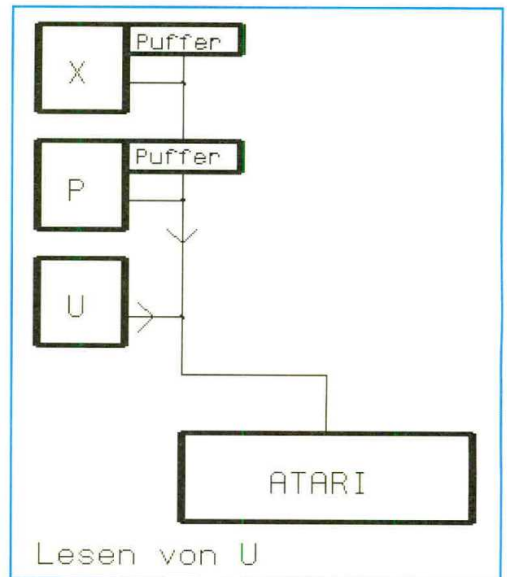 Puffer
X
Puffer
P
U
ATARI
Lesen von U